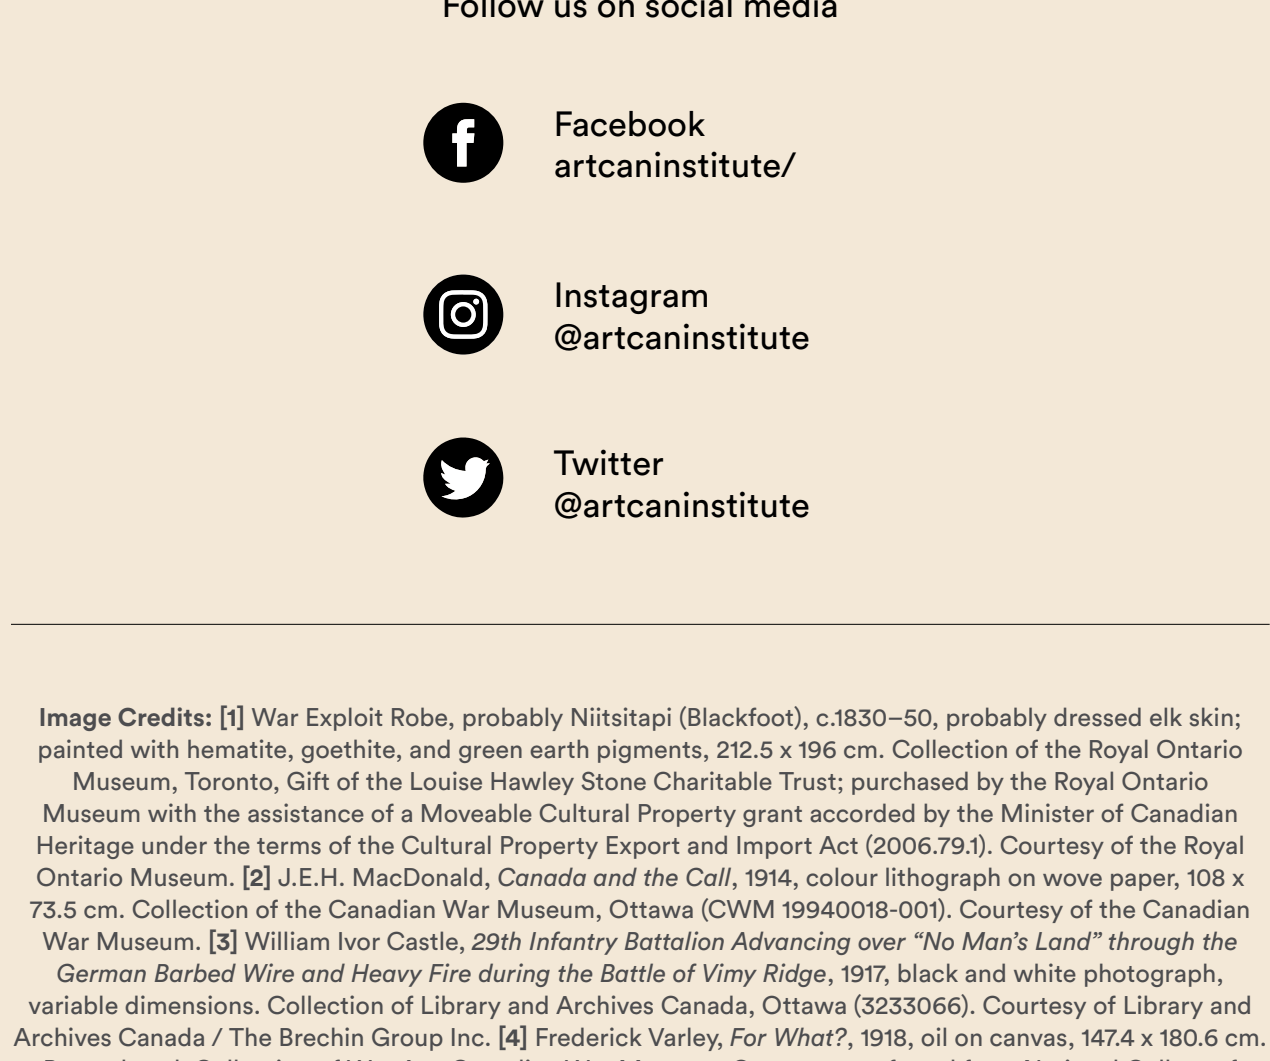 Follow us on social media
Facebook
artcaninstitute/
Instagram
@artcaninstitute
Twitter
@artcaninstitute
Image Credits: [1] War Exploit Robe, probably Niitsitapi (Blackfoot), c.1830–50, probably dressed elk skin;
painted with hematite, goethite, and green earth pigments, 212.5 x 196 cm. Collection of the Royal Ontario
Museum, Toronto, Gift of the Louise Hawley Stone Charitable Trust; purchased by the Royal Ontario
Museum with the assistance of a Moveable Cultural Property grant accorded by the Minister of Canadian
Heritage under the terms of the Cultural Property Export and Import Act (2006.79.1). Courtesy of the Royal
Ontario Museum. [2] J.E.H. MacDonald, Canada and the Call, 1914, colour lithograph on wove paper, 108 x
73.5 cm. Collection of the Canadian War Museum, Ottawa (CWM 19940018-001). Courtesy of the Canadian
War Museum. [3] William Ivor Castle, 29th Infantry Battalion Advancing over “No Man’s Land” through the
German Barbed Wire and Heavy Fire during the Battle of Vimy Ridge, 1917, black and white photograph,
variable dimensions. Collection of Library and Archives Canada, Ottawa (3233066). Courtesy of Library and
Archives Canada / The Brechin Group Inc. [4] Frederick Varley, For What?, 1918, oil on canvas, 147.4 x 180.6 cm.